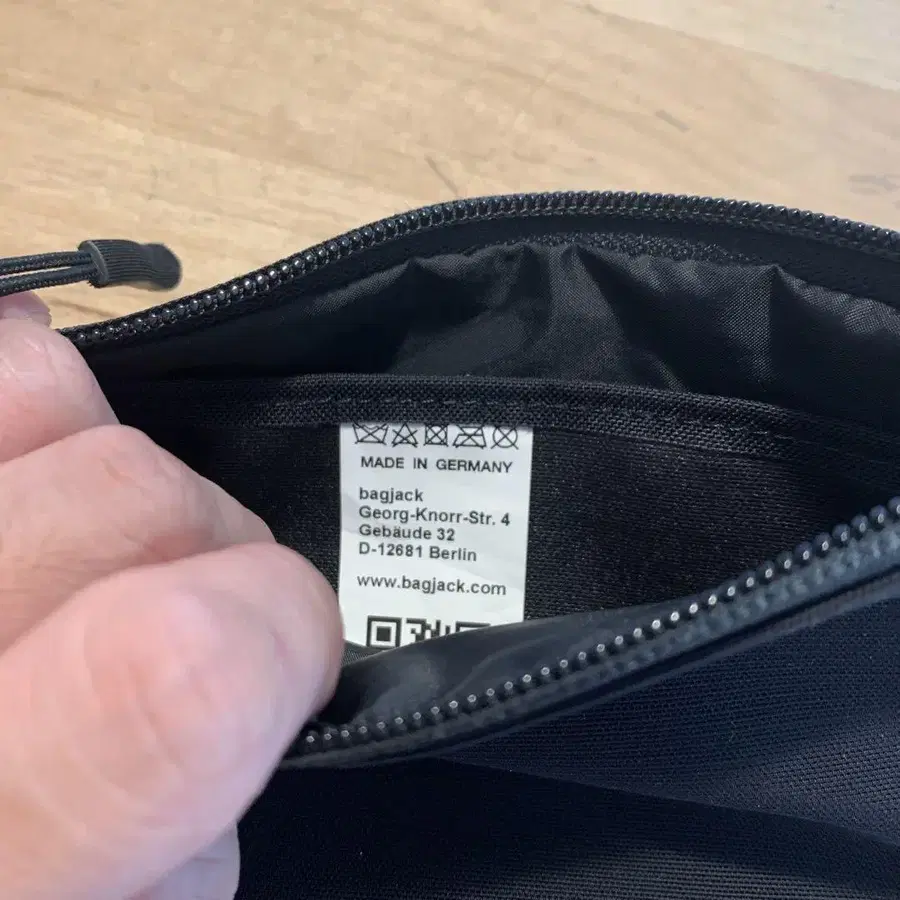 MADE IN GERMANY
bagjack
Georg-Knorr-Str. 4
Gebäude 32
D-12681 Berlin
www.bagjack.com